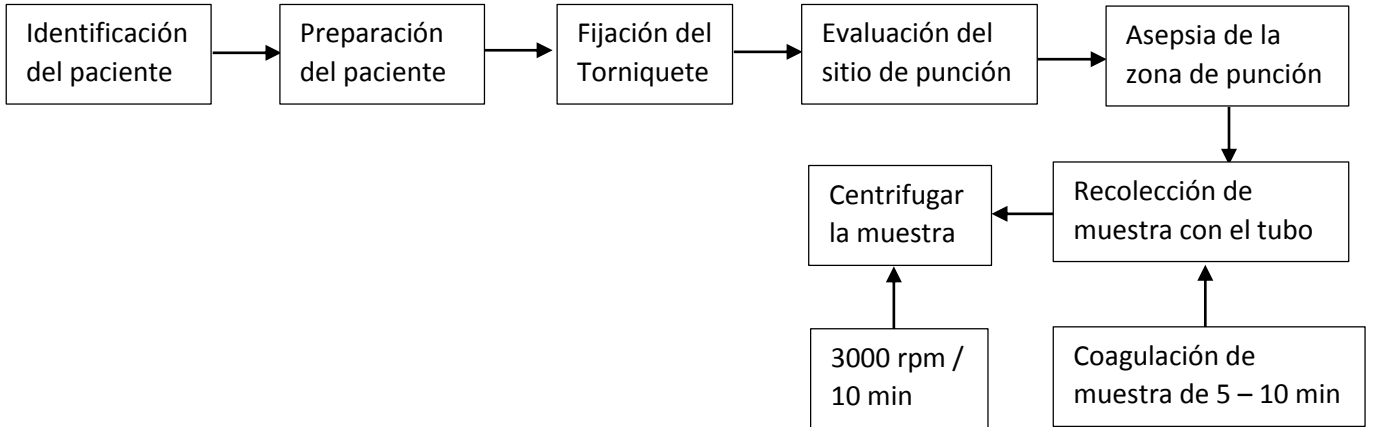 Identificación
del paciente
Preparación
del paciente
Fijación del
Torniquete
Evaluación del
sitio de punción
Asepsia de la
zona de punción
Centrifugar
la muestra
Recolección de
muestra con el tubo
3000 rpm /
10 min
Coagulación de
muestra de 5 – 10 min